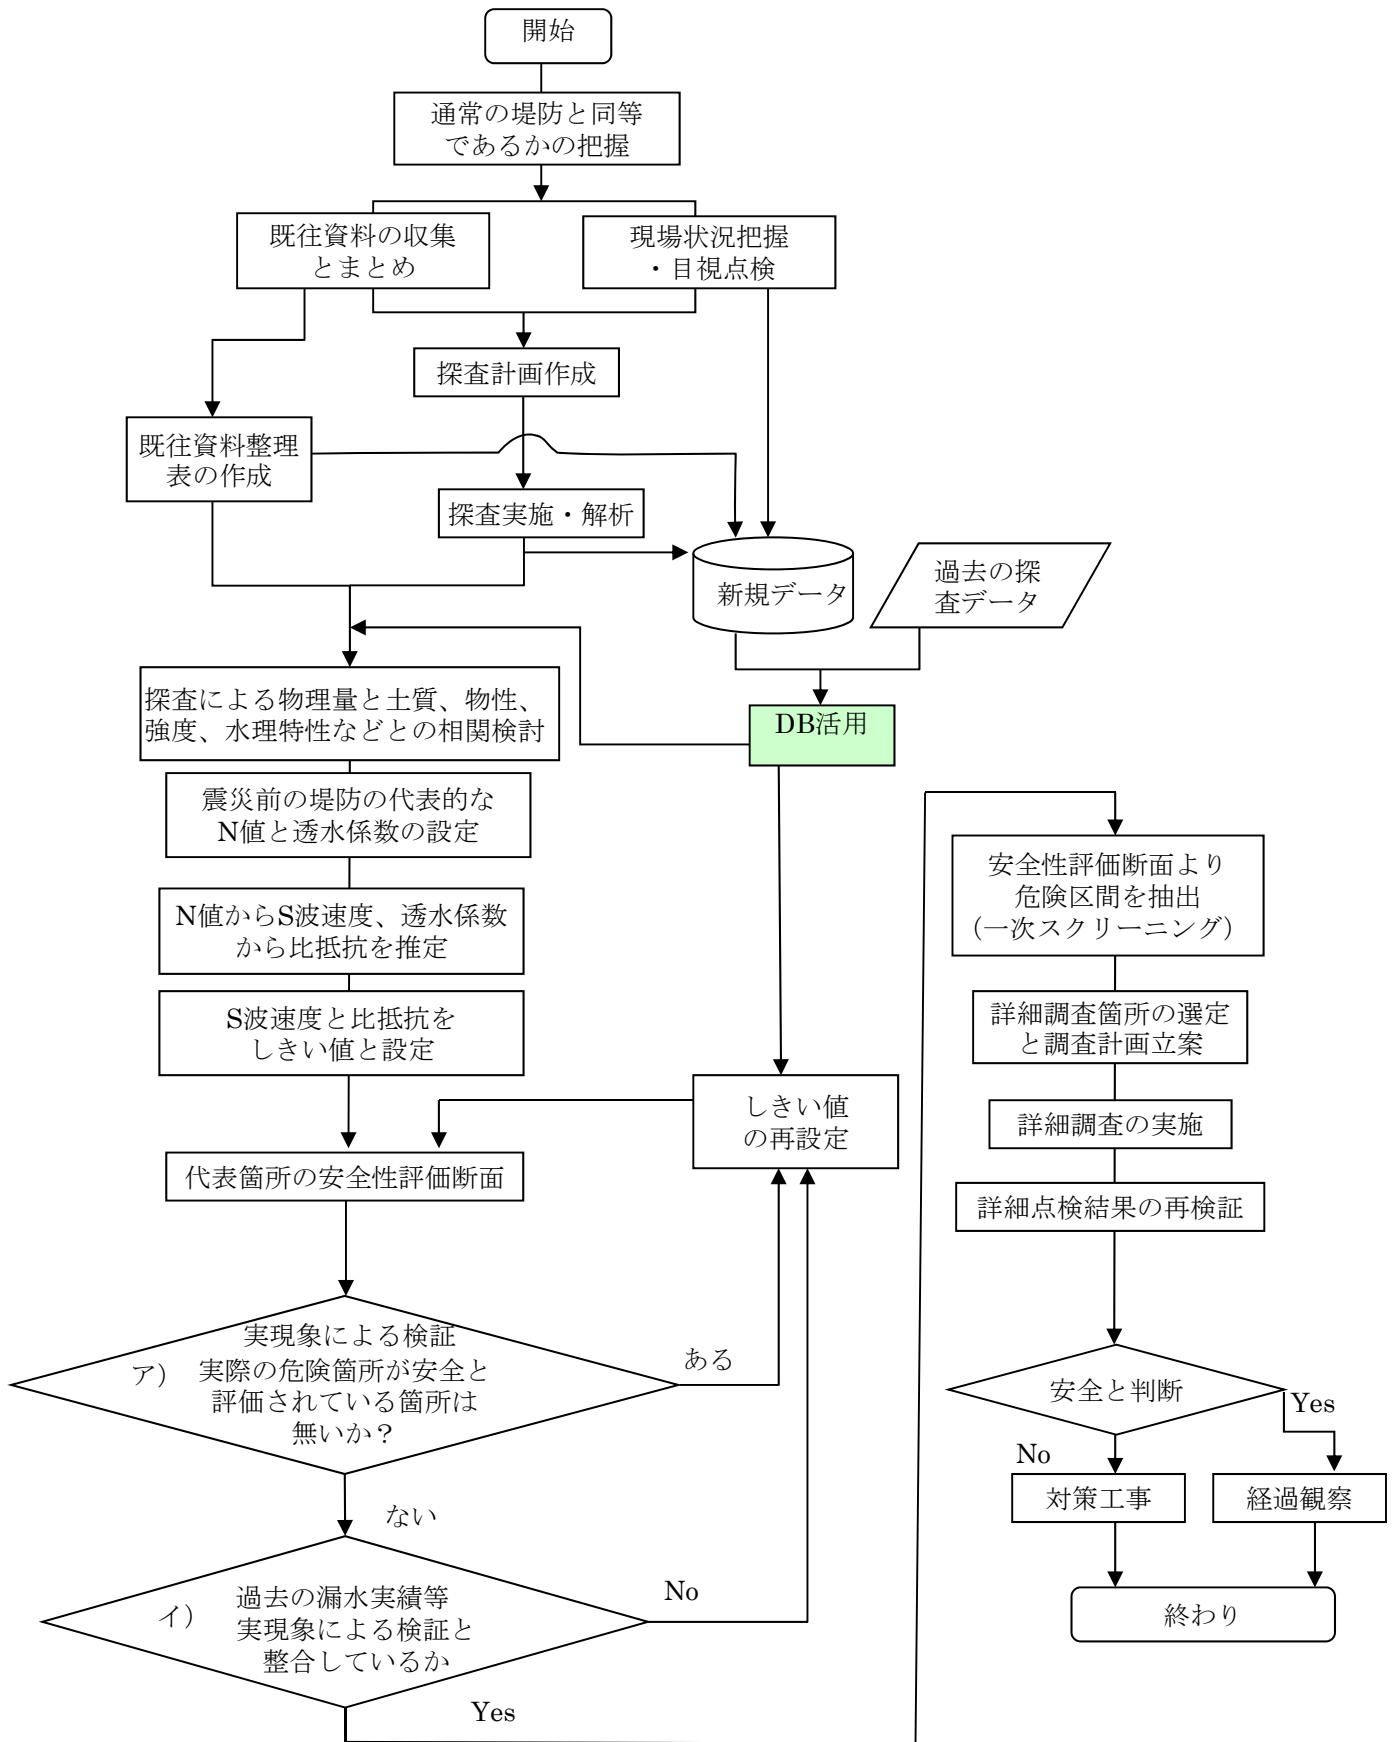 開始
通常の堤防と同等
であるかの把握
既往資料の収集
とまとめ
現場状況把握
・目視点検
探査計画作成
既往資料整理
表の作成
探査実施・解析
新規データ
過去の探
査データ
探査による物理量と土質、物性、
強度、水理特性などとの相関検討
DB活用
震災前の堤防の代表的な
N値と透水係数の設定
N値からS波速度、透水係数
から比抵抗を推定
S波速度と比抵抗を
しきい値と設定
しきい値
の再設定
代表箇所の安全性評価断面
実現象による検証
ア） 実際の危険箇所が安全と
評価されている箇所は
無いか？
ある
ない
過去の漏水実績等
イ） 実現象による検証と
整合しているか
No
Yes
安全性評価断面より
危険区間を抽出
（一次スクリーニング）
詳細調査箇所の選定
と調査計画立案
詳細調査の実施
詳細点検結果の再検証
安全と判断
Yes
No
対策工事
経過観察
終わり